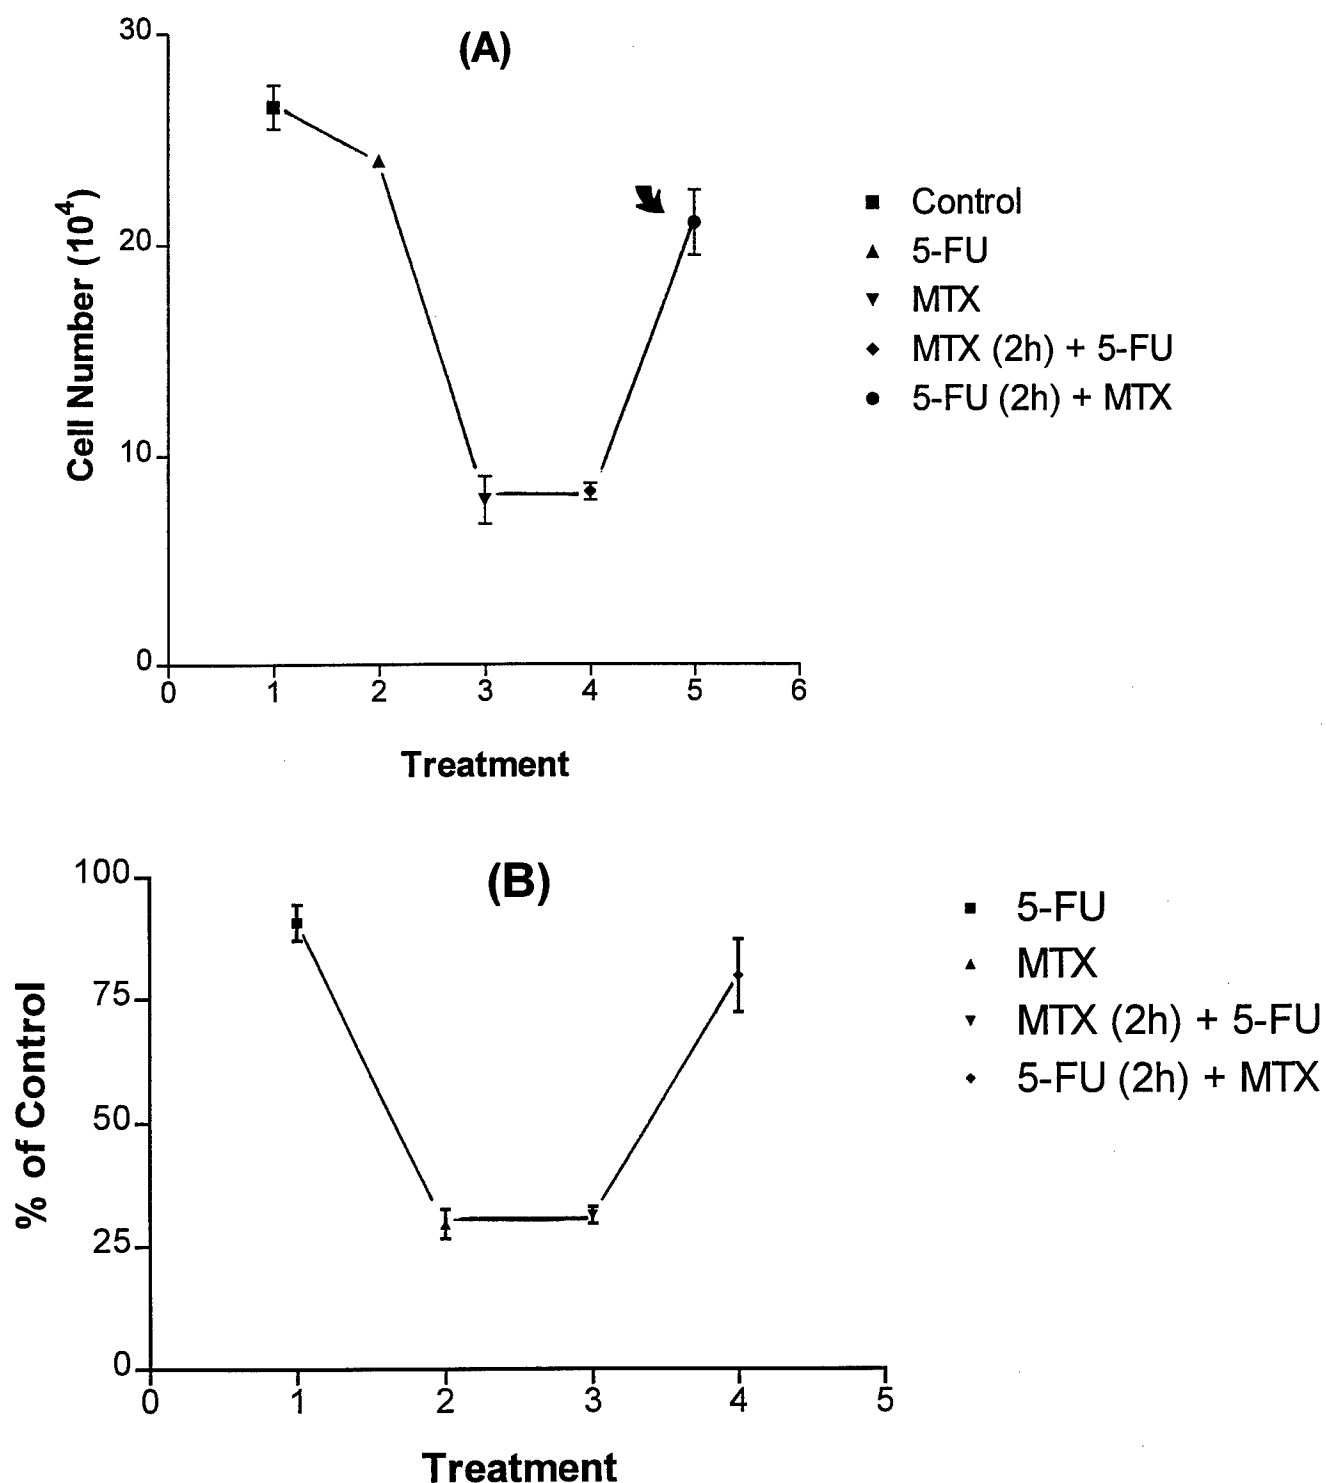 (A)
30
20
10
0
0 1 2 3 4 5 6
Cell Number (10⁴)
Treatment
Control
5-FU
MTX
MTX (2h) + 5-FU
5-FU (2h) + MTX
(B)
100
75
50
25
0
0 1 2 3 4 5
% of Control
Treatment
5-FU
MTX
MTX (2h) + 5-FU
5-FU (2h) + MTX